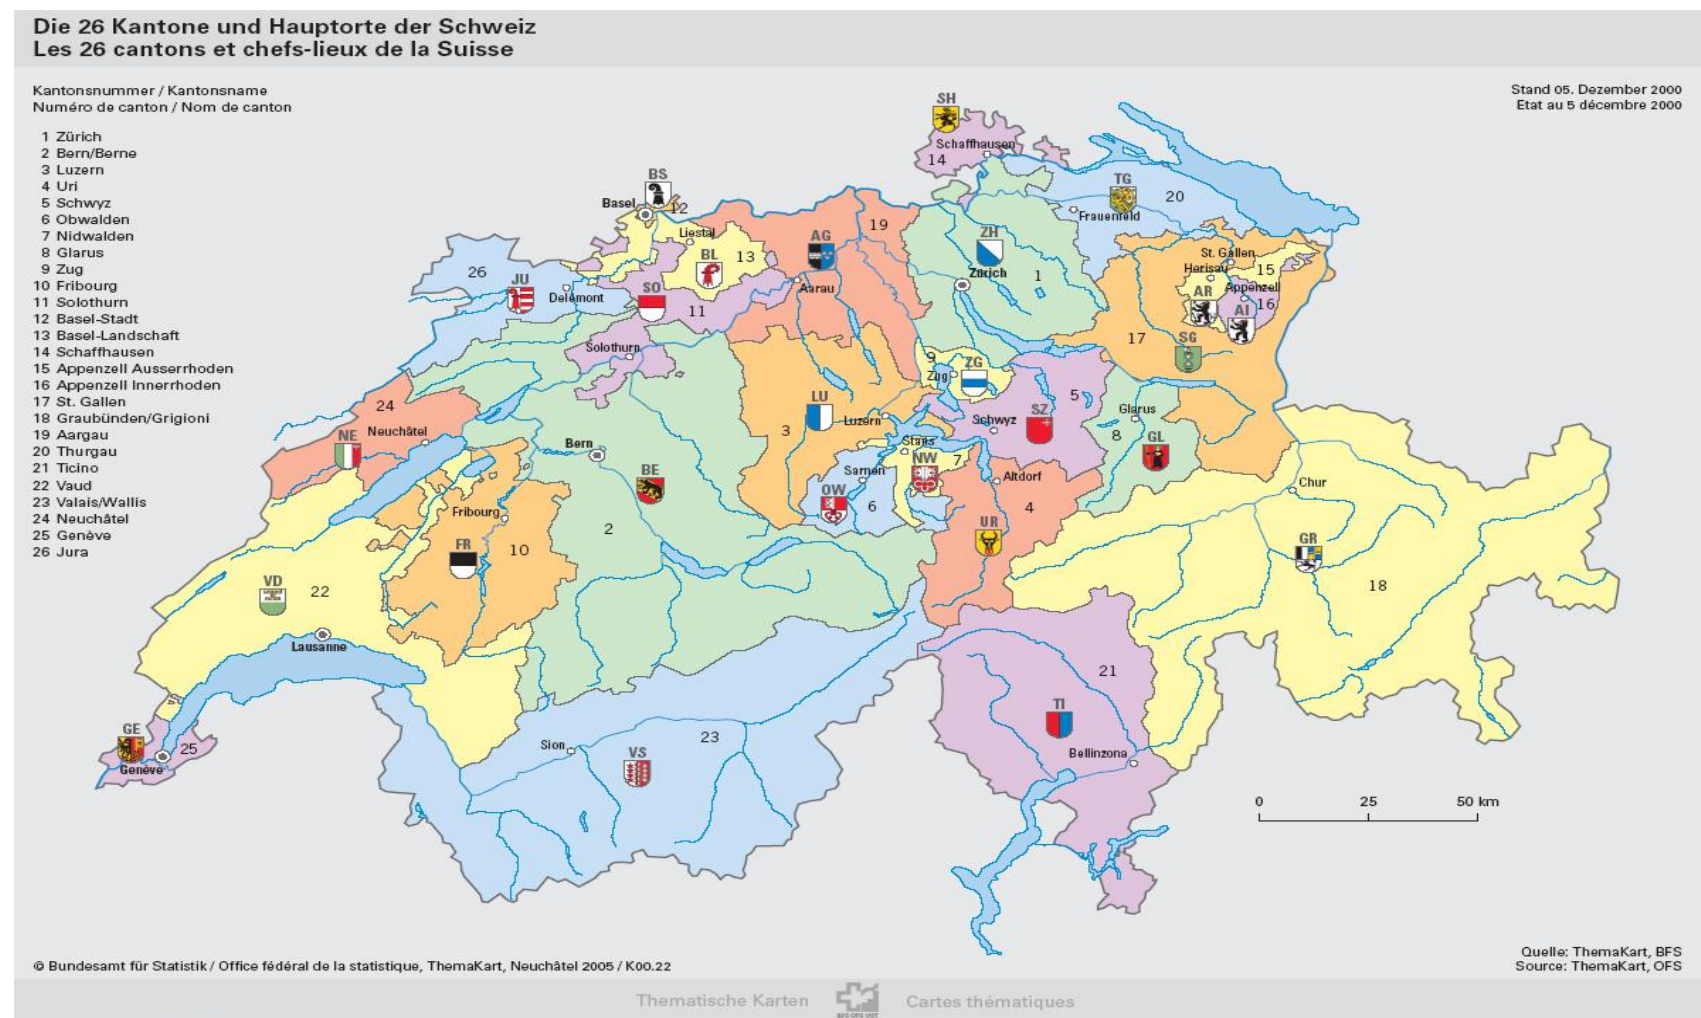 Die 26 Kantone und Hauptorte der Schweiz
Les 26 cantons et chefs-lieux de la Suisse
Kantonsnummer / Kantonsname
Numéro de canton / Nom de canton
Stand 05. Dezember 2000
Etat au 5 décembre 2000
1 Zürich
2 Bern/Berne
3 Luzern
4 Uri
5 Schwyz
6 Obwalden
7 Nidwalden
8 Glarus
9 Zug
10 Fribourg
11 Solothurn
12 Basel-Stadt
13 Basel-Landschaft
14 Schaffhausen
15 Appenzell Ausserrhoden
16 Appenzell Innerrhoden
17 St. Gallen
18 Graubünden/Grigioni
19 Aargau
20 Thurgau
21 Ticino
22 Vaud
23 Valais/Wallis
24 Neuchâtel
25 Genève
26 Jura
SH
Schaffhausen
14
BS
Basel
12
TG
20
Frauenfeld
Liestal
BL
13
AG
19
Aarau
ZH
Zürich
1
St. Gallen
Herisau
15
AR
Appenzell
AI
16
26
JU
Delémont
SO
11
Solothurn
17
SG
9
ZG
Zug
5
SZ
Schwyz
Glarus
8
GL
24
NE
Neuchâtel
LU
Luzern
3
Bern
BE
2
Stans
NW
7
Sarnen
OW
6
Altdorf
4
UR
Chur
GR
18
Fribourg
FR
10
VD
22
Lausanne
GE
25
Genève
Sion
VS
23
21
TI
Bellinzona
0 25 50 km
© Bundesamt für Statistik / Office fédéral de la statistique, ThemaKart, Neuchâtel 2005 / K00.22
Quelle: ThemaKart, BFS
Source: ThemaKart, OFS
Thematische Karten
Cartes thématiques